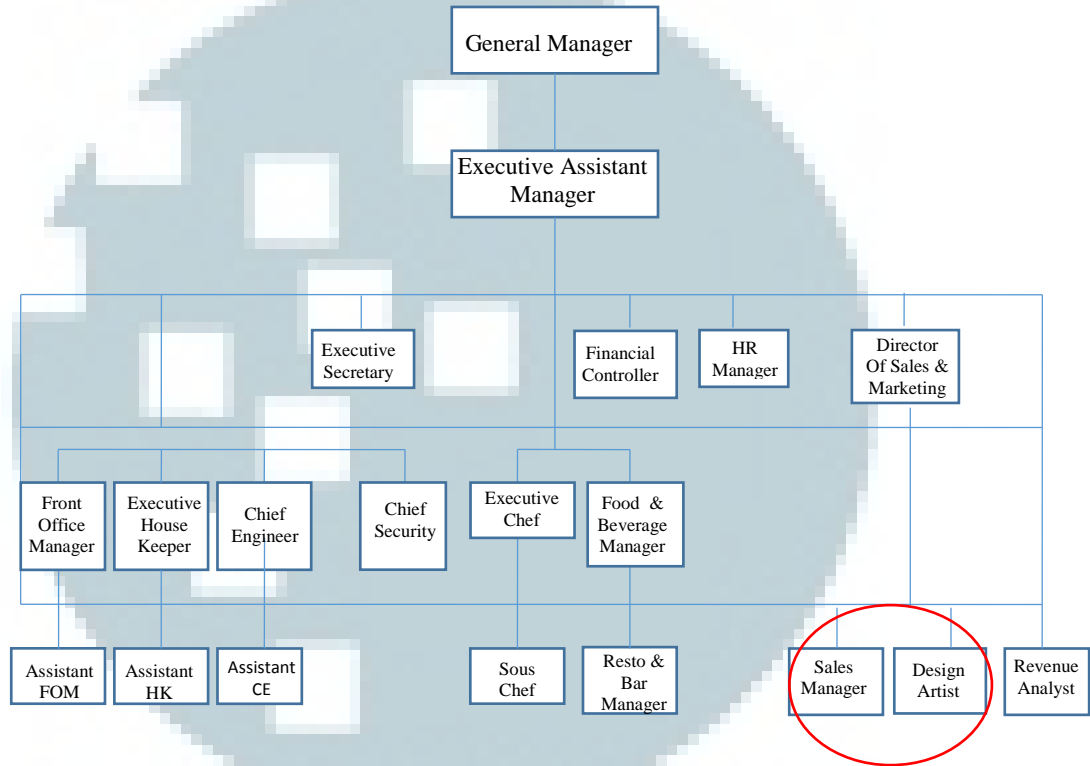 General Manager
Executive Assistant
Manager
Executive
Secretary
Financial
Controller
HR
Manager
Director
Of Sales &
Marketing
Front
Office
Manager
Executive
House
Keeper
Chief
Engineer
Chief
Security
Executive
Chef
Food &
Beverage
Manager
Assistant
FOM
Assistant
HK
Assistant
CE
Sous
Chef
Resto &
Bar
Manager
Sales
Manager
Design
Artist
Revenue
Analyst